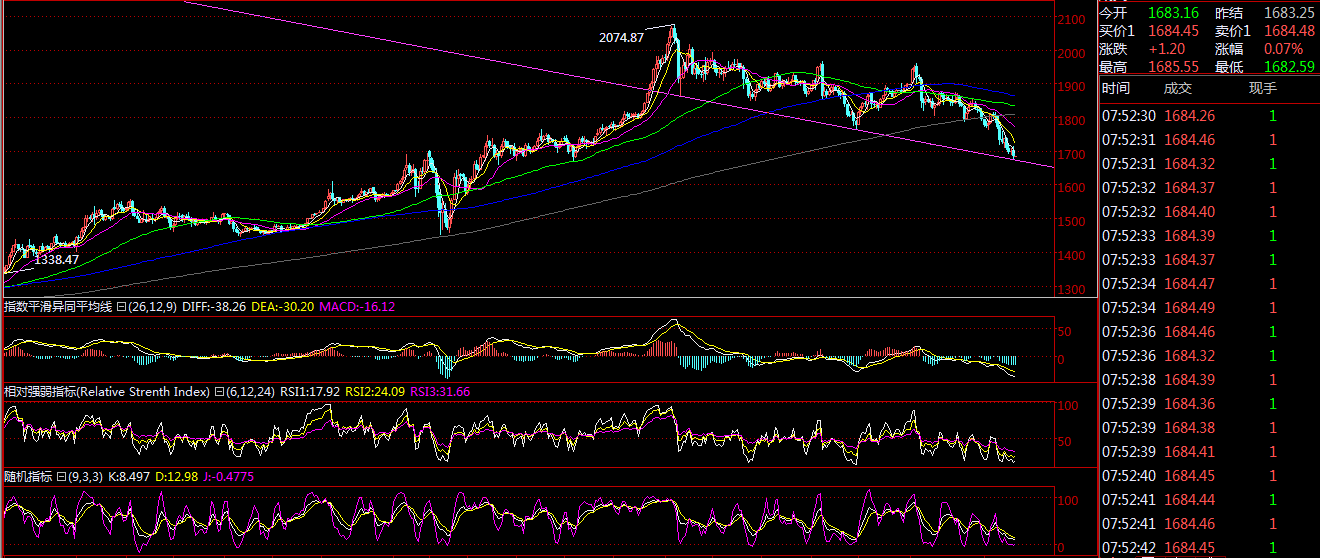 2100
2000
1900
1800
1700
1600
1500
1400
1300
2074.87
1338.47
指数平滑异同平均线 (26,12,9) DIFF:-38.26 DEA:-30.20 MACD:-16.12
50
0
相对强弱指标(Relative Strenth Index) (6,12,24) RSI1:17.92 RSI2:24.09 RSI3:31.66
100
50
随机指标 (9,3,3) K:8.497 D:12.98 J:-0.4775
100
0
今开 1683.16 昨结 1683.25
买价1 1684.45 卖价1 1684.48
涨跌 +1.20 涨幅 0.07%
最高 1685.55 最低 1682.59
时间 成交 现手
07:52:30 1684.26 1
07:52:31 1684.46 1
07:52:31 1684.32 1
07:52:32 1684.37 1
07:52:32 1684.40 1
07:52:33 1684.39 1
07:52:33 1684.37 1
07:52:34 1684.47 1
07:52:34 1684.49 1
07:52:36 1684.46 1
07:52:36 1684.32 1
07:52:38 1684.39 1
07:52:39 1684.36 1
07:52:39 1684.38 1
07:52:39 1684.41 1
07:52:40 1684.45 1
07:52:41 1684.44 1
07:52:41 1684.46 1
07:52:42 1684.45 1